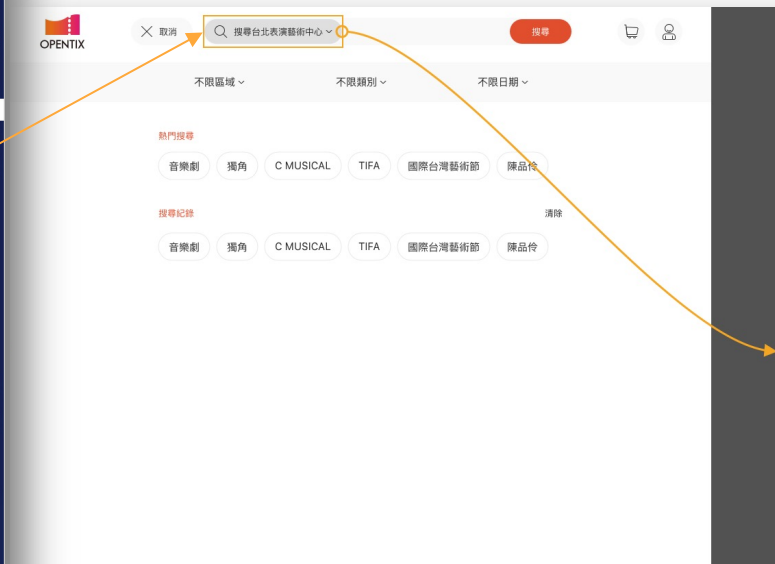 OPENTIX
取消
搜尋台北表演藝術中心
搜尋
不限區域 不限類別 不限日期
熱門搜尋
音樂劇 獨角 C MUSICAL TIFA 國際台灣藝術節 陳品伶
搜尋紀錄 清除
音樂劇 獨角 C MUSICAL TIFA 國際台灣藝術節 陳品伶